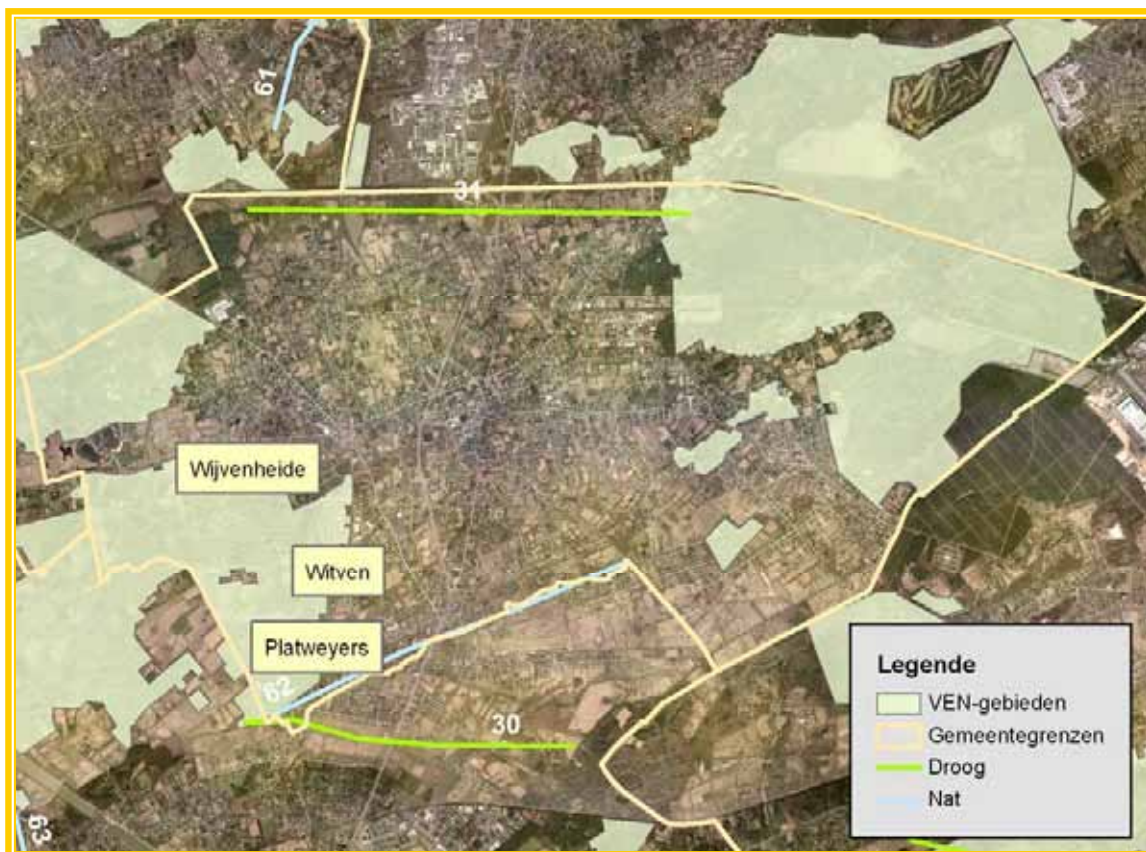 61
31
Wijvenheide
Witven
Platweyers
62
30
63
Legende
VEN-gebieden
Gemeentegrenzen
Droog
Nat